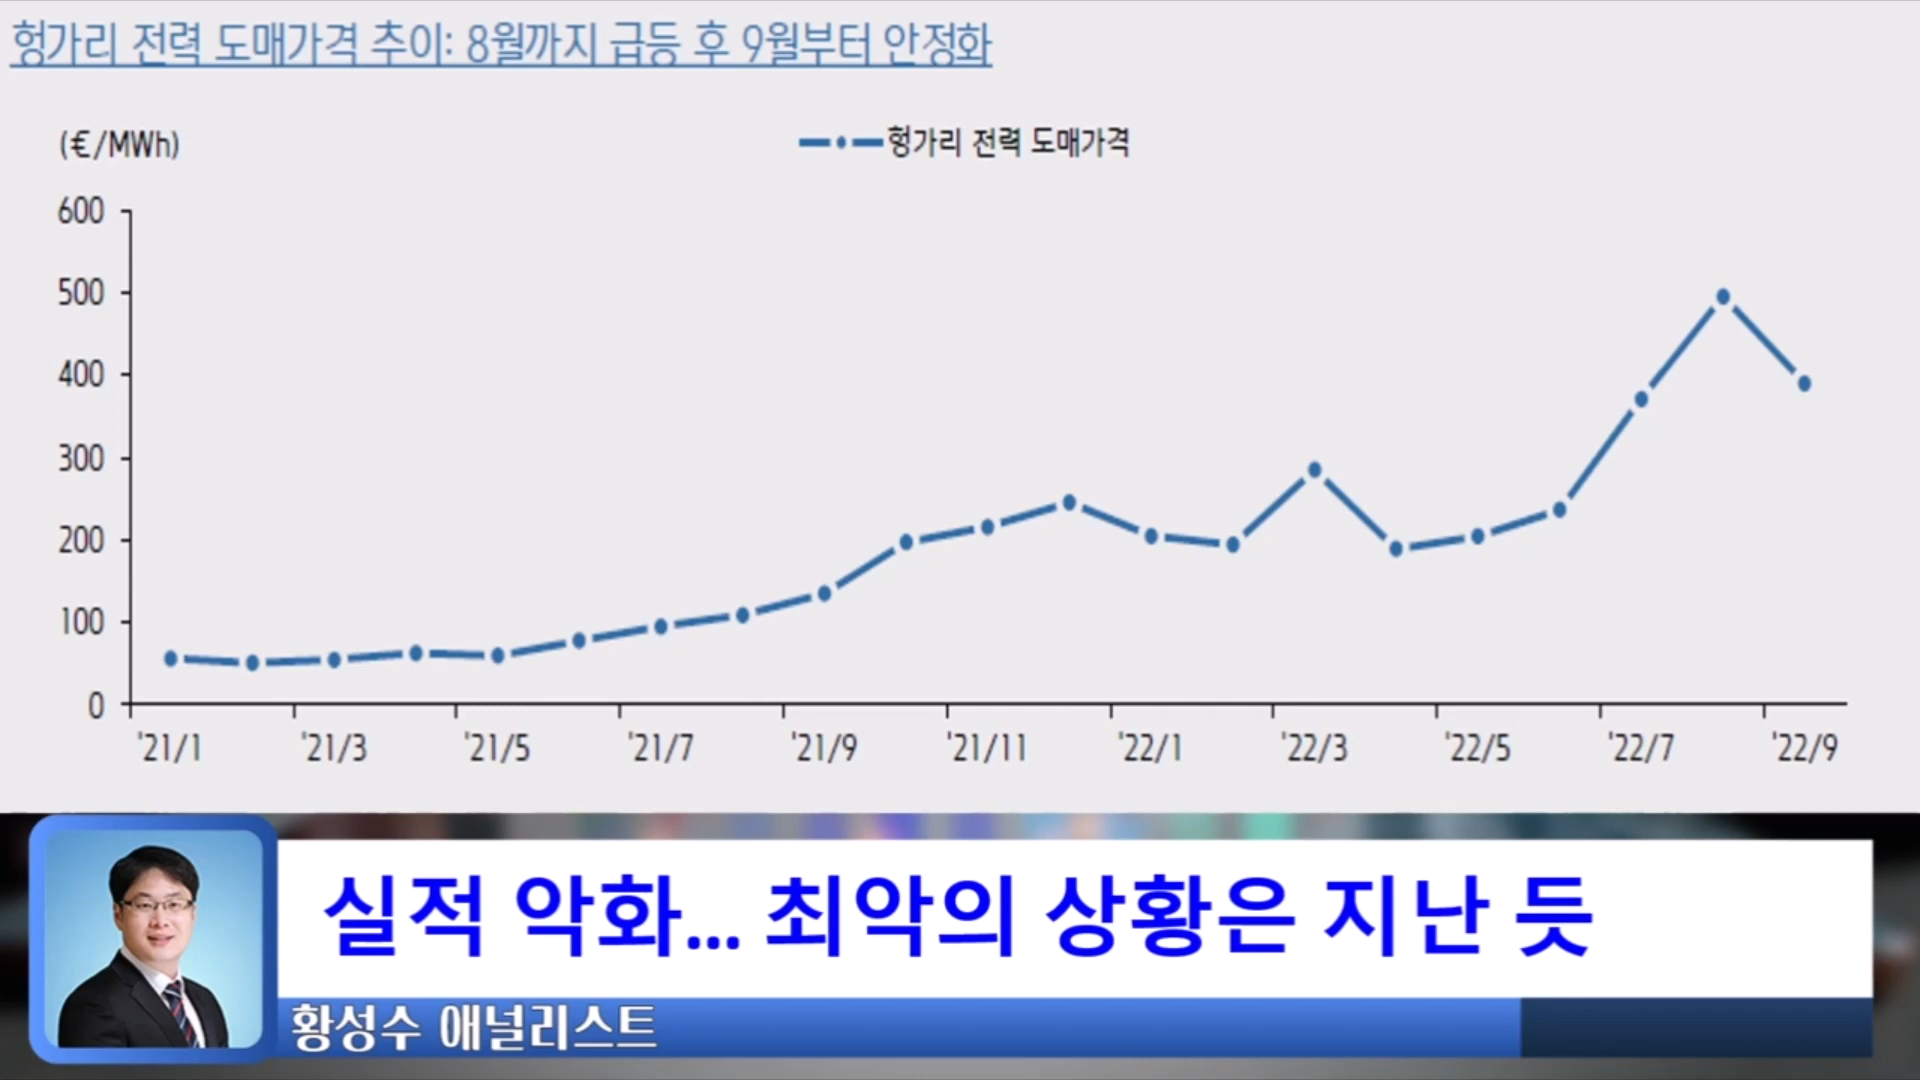 헝가리 전력 도매가격 추이: 8월까지 급등 후 9월부터 안정화
(€/MWh)
헝가리 전력 도매가격
600
500
400
300
200
100
0
'21/1 '21/3 '21/5 '21/7 '21/9 '21/11 '22/1 '22/3 '22/5 '22/7 '22/9
실적 악화... 최악의 상황은 지난 듯
황성수 애널리스트